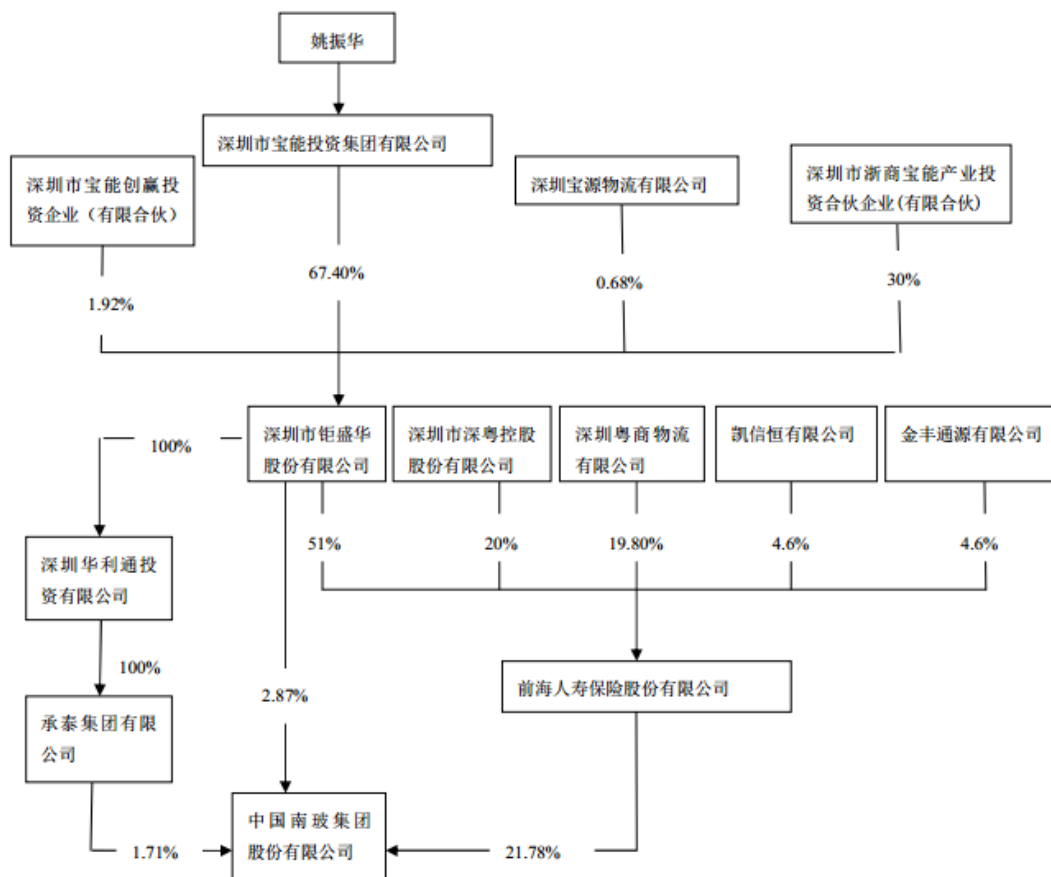 姚振华
深圳市宝能投资集团有限公司
深圳市宝能创赢投
资企业（有限合伙）
深圳宝源物流有限公司
深圳市浙商宝能产业投
资合伙企业(有限合伙)
1.92%
67.40%
0.68%
30%
100%
深圳市钜盛华
股份有限公司
深圳市深粤控股
股份有限公司
深圳粤商物流
有限公司
凯信恒有限公司
金丰通源有限公司
51%
20%
19.80%
4.6%
4.6%
深圳华利通投
资有限公司
100%
2.87%
前海人寿保险股份有限公司
承泰集团有限
公司
中国南玻集团
股份有限公司
1.71%
21.78%